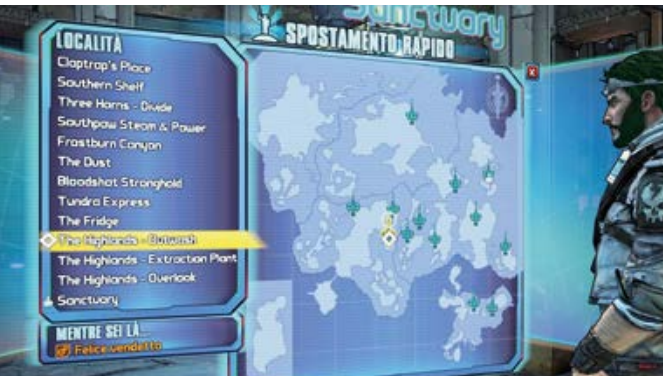 Sanctuary
SPOSTAMENTO RAPIDO
LOCALITÀ
Claptrap's Place
Southern Shelf
Three Horns - Divide
Southpaw Steam & Power
Frostburn Canyon
The Dust
Bloodshot Stronghold
Tundra Express
The Fridge
The Highlands - Outwash
The Highlands - Extraction Plant
The Highlands - Overlook
Sanctuary
MENTRE SEI LÀ...
Felice vendetta